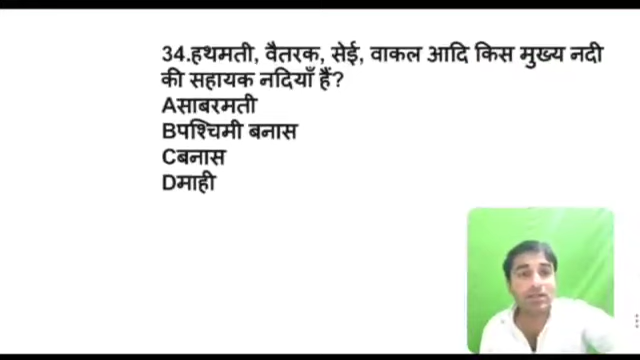 34.हथमती, वैतरक, सेई, वाकल आदि किस मुख्य नदी
की सहायक नदियाँ हैं?
Aसाबरमती
Bपश्चिमी बनास
Cबनास
Dमाही